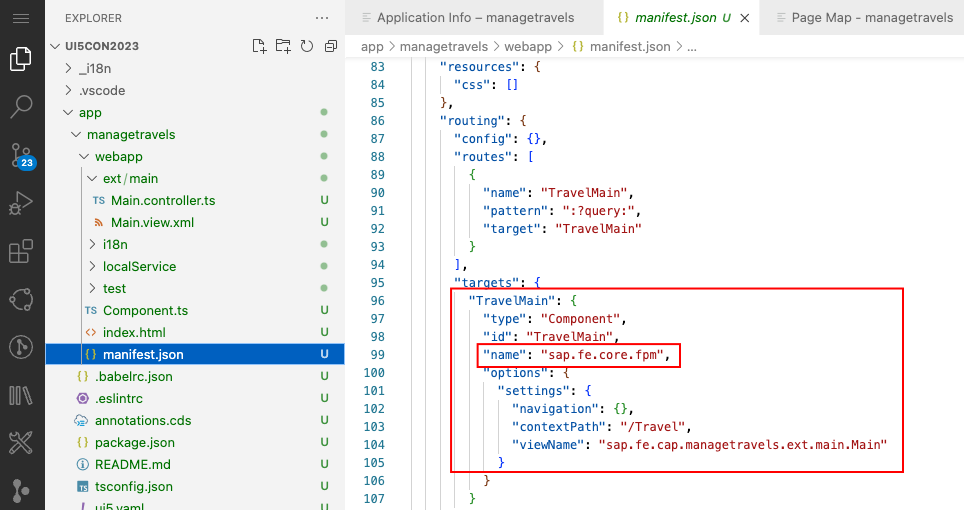 EXPLORER
UI5CON2023
_i18n
.vscode
app
managetravels
webapp
ext/main
TS Main.controller.ts U
Main.view.xml U
i18n
localService
test
TS Component.ts U
<> index.html U
{} manifest.json U
{} .babelrc.json U
.eslintrc U
annotations.cds U
{} package.json U
README.md U
TS tsconfig.json U
! ui5.yaml
23
Application Info – managetravels
{} manifest.json U
Page Map - managetravels
app > managetravels > webapp > {} manifest.json > ...
83 "resources": {
84 "css": []
85 },
86 "routing": {
87 "config": {},
88 "routes": [
89 {
90 "name": "TravelMain",
91 "pattern": ":?query:",
92 "target": "TravelMain"
93 }
94 ],
95 "targets": {
96 "TravelMain": {
97 "type": "Component",
98 "id": "TravelMain",
99 "name": "sap.fe.core.fpm",
100 "options": {
101 "settings": {
102 "navigation": {},
103 "contextPath": "/Travel",
104 "viewName": "sap.fe.cap.managetravels.ext.main.Main"
105 }
106 }
107 }